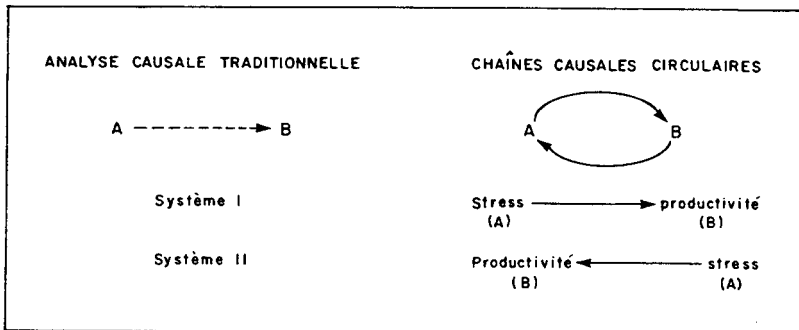 ANALYSE CAUSALE TRADITIONNELLE
CHAÎNES CAUSALES CIRCULAIRES
A B
A B
Système I
Stress productivité
(A) (B)
Système II
Productivité stress
(B) (A)